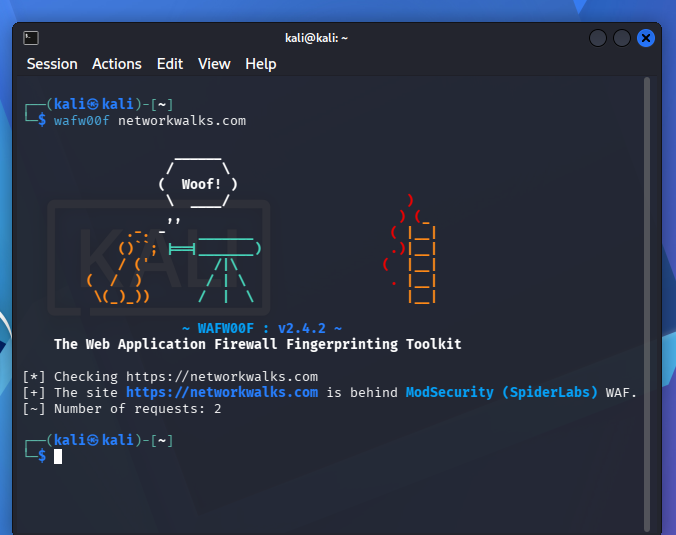 kali@kali: ~
Session Actions Edit View Help
┌──(kali㉿kali)-[~]
└─$ wafw00f networkwalks.com
Woof!
~ WAFW00F : v2.4.2 ~
The Web Application Firewall Fingerprinting Toolkit
[*] Checking https://networkwalks.com
[+] The site https://networkwalks.com is behind ModSecurity (SpiderLabs) WAF.
[~] Number of requests: 2
┌──(kali㉿kali)-[~]
└─$
KALI